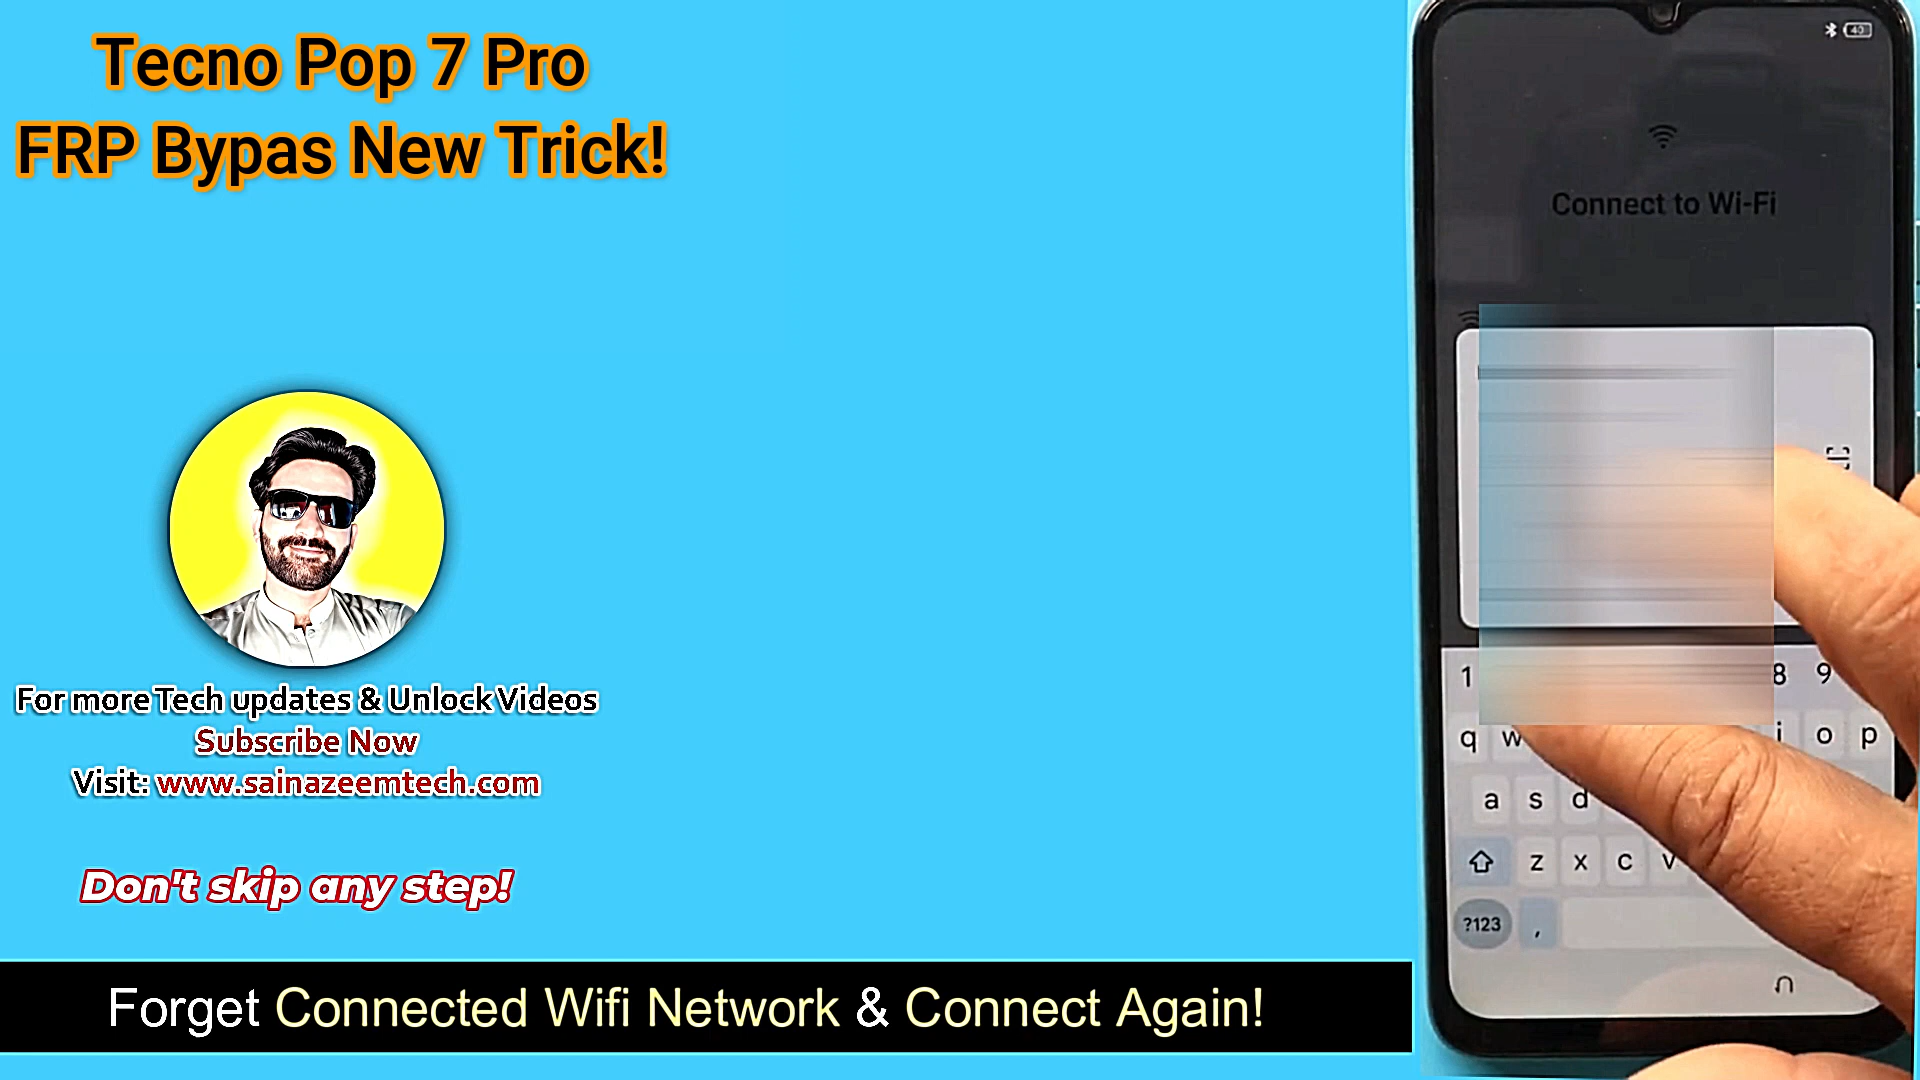 Tecno Pop 7 Pro
FRP Bypas New Trick!
For more Tech updates & Unlock Videos
Subscribe Now
Visit: www.sainazeemtech.com
Don't skip any step!
Forget Connected Wifi Network & Connect Again!
40
Connect to Wi-Fi
1 8 9
q w i o p
a s d
z x c v
?123 ,